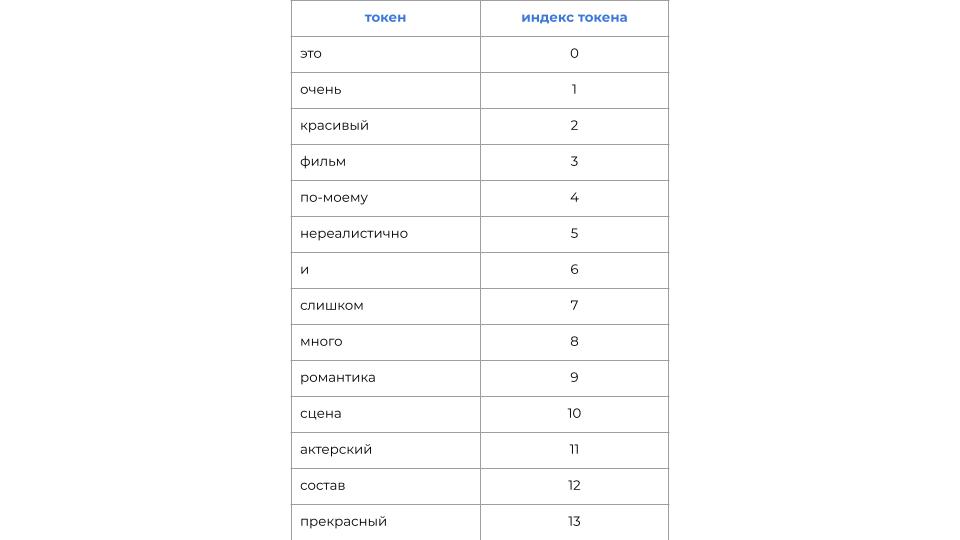 токен индекс токена
это 0
очень 1
красивый 2
фильм 3
по-моему 4
нереалистично 5
и 6
слишком 7
много 8
романтика 9
сцена 10
актерский 11
состав 12
прекрасный 13